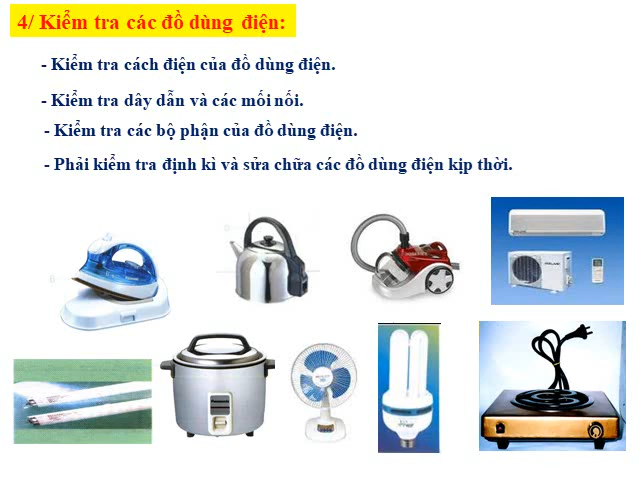 4/ Kiểm tra các đồ dùng điện:
- Kiểm tra cách điện của đồ dùng điện.
- Kiểm tra dây dẫn và các mối nối.
- Kiểm tra các bộ phận của đồ dùng điện.
- Phải kiểm tra định kì và sửa chữa các đồ dùng điện kịp thời.